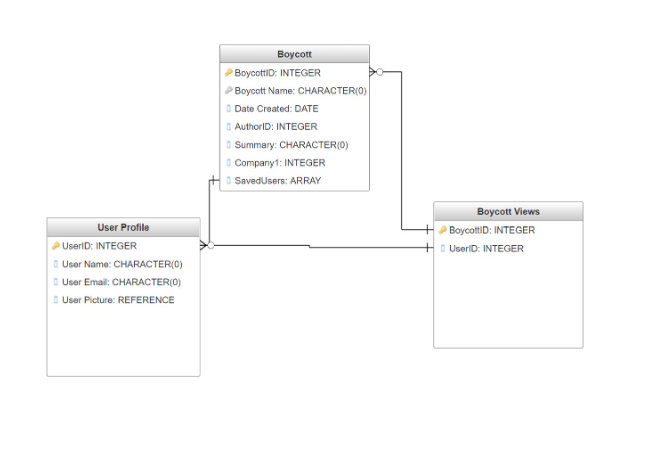 Boycott
BoycottID: INTEGER
Boycott Name: CHARACTER(0)
Date Created: DATE
AuthorID: INTEGER
Summary: CHARACTER(0)
Company1: INTEGER
SavedUsers: ARRAY
User Profile
UserID: INTEGER
User Name: CHARACTER(0)
User Email: CHARACTER(0)
User Picture: REFERENCE
Boycott Views
BoycottID: INTEGER
UserID: INTEGER